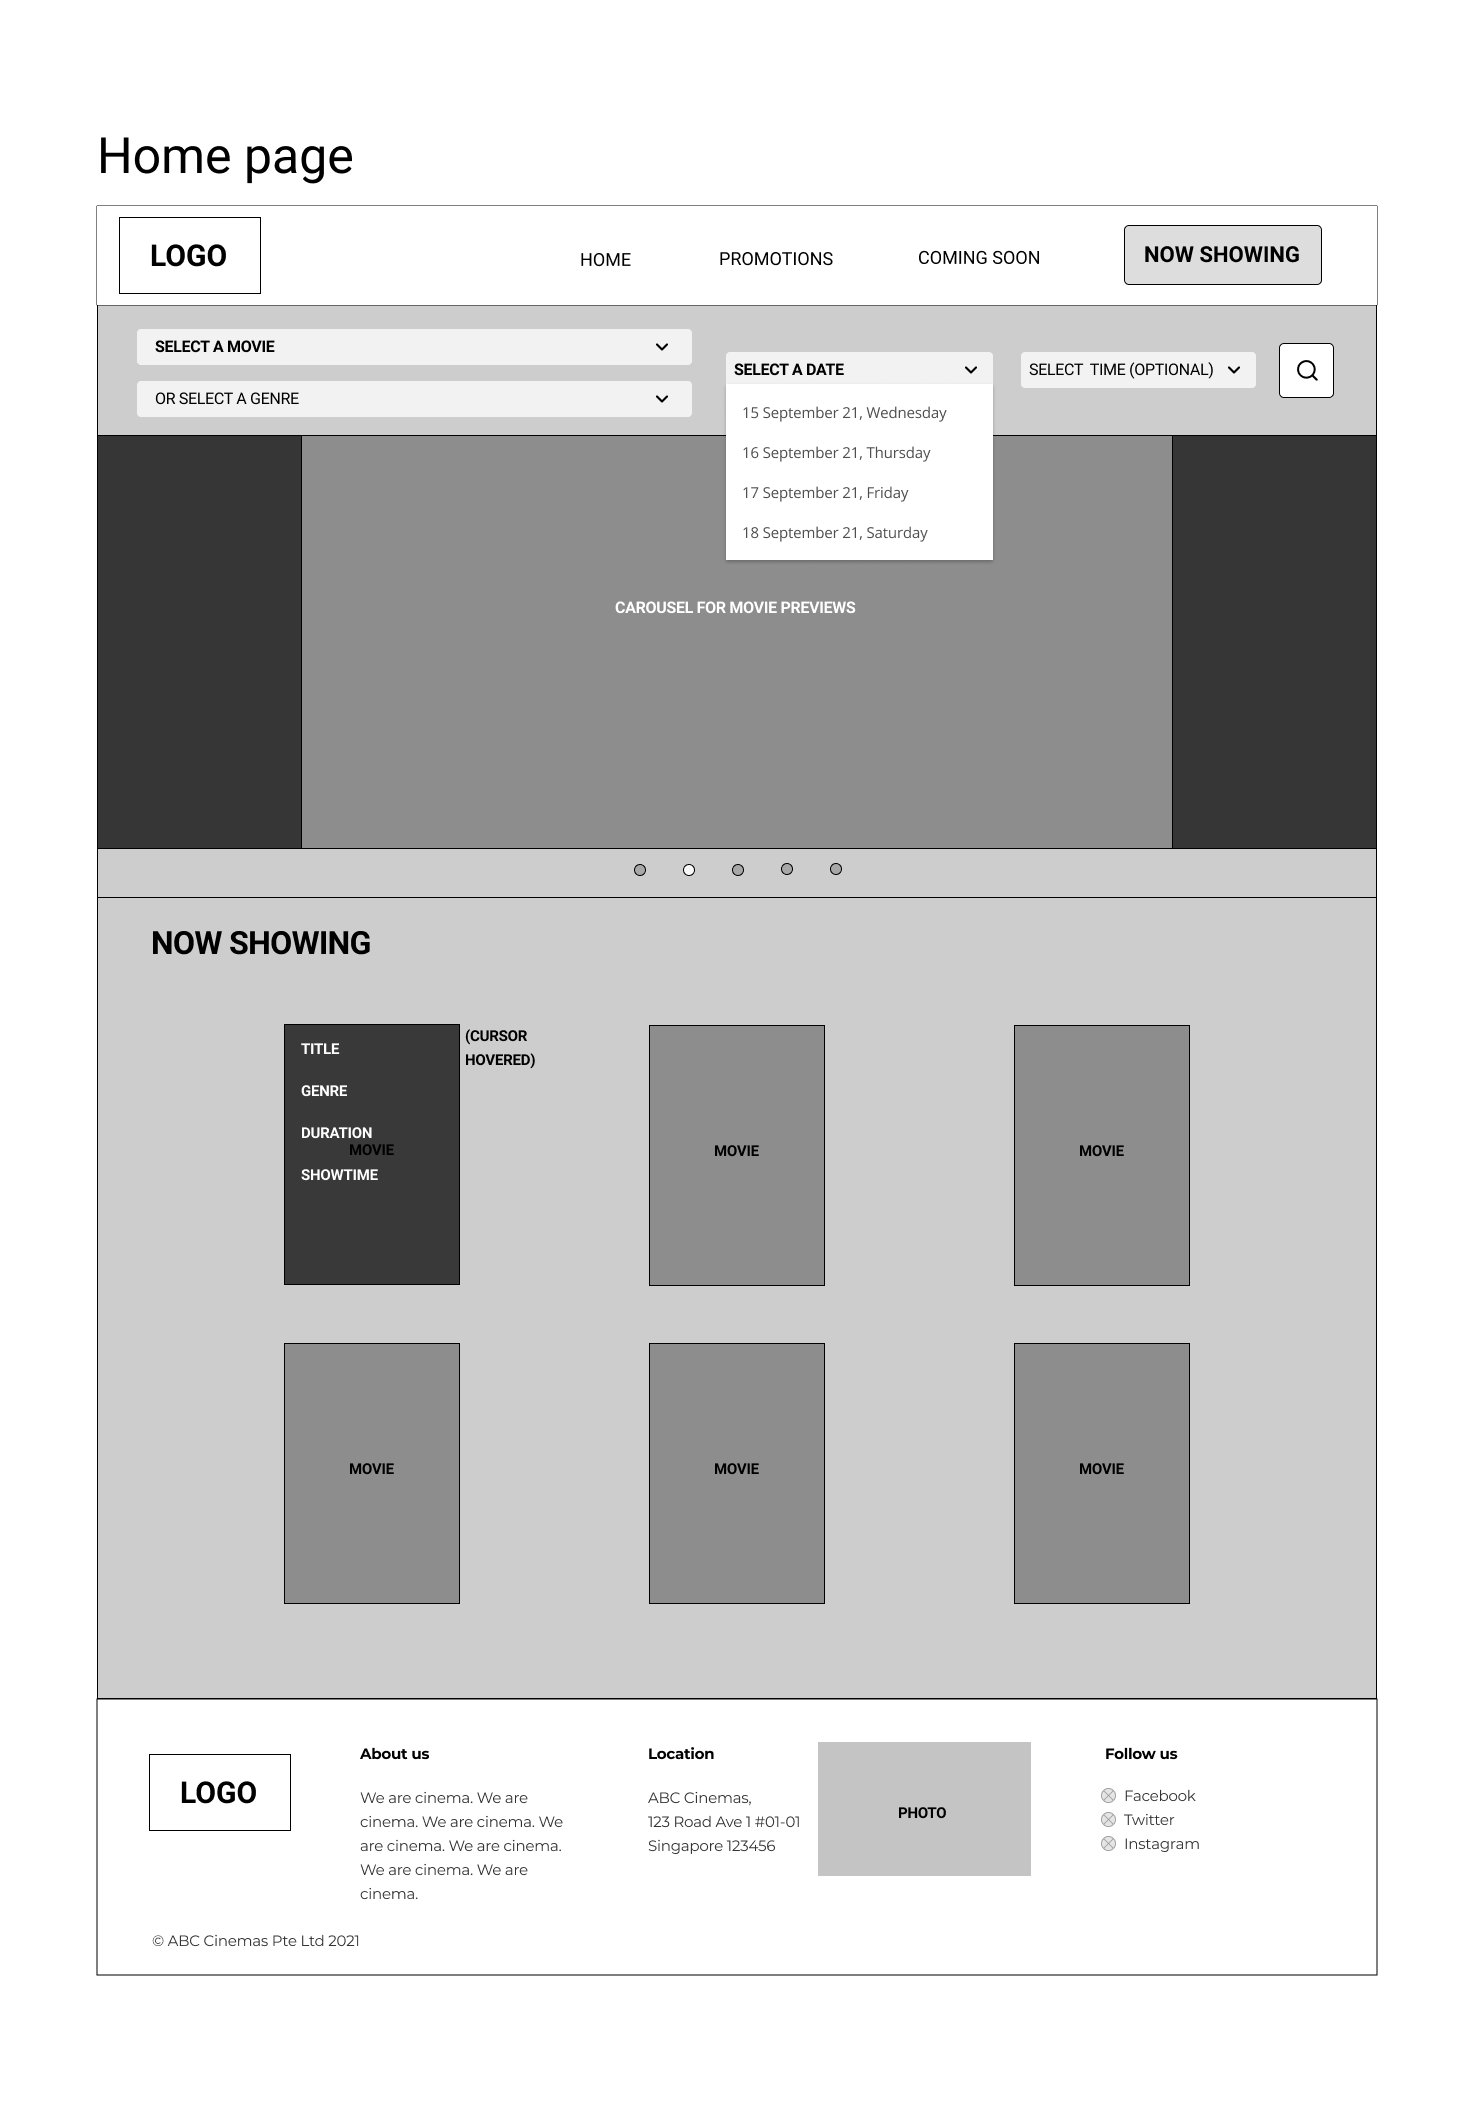 Home page
LOGO
HOME
PROMOTIONS
COMING SOON
NOW SHOWING
SELECT A MOVIE
OR SELECT A GENRE
SELECT A DATE
15 September 21, Wednesday
16 September 21, Thursday
17 September 21, Friday
18 September 21, Saturday
SELECT  TIME (OPTIONAL)
CAROUSEL FOR MOVIE PREVIEWS
NOW SHOWING
TITLE
GENRE
DURATION
MOVIE
SHOWTIME
(CURSOR
HOVERED)
MOVIE
MOVIE
MOVIE
MOVIE
MOVIE
LOGO
About us
We are cinema. We are
cinema. We are cinema. We
are cinema. We are cinema.
We are cinema. We are
cinema.
Location
ABC Cinemas,
123 Road Ave 1 #01-01
Singapore 123456
PHOTO
Follow us
Facebook
Twitter
Instagram
© ABC Cinemas Pte Ltd 2021